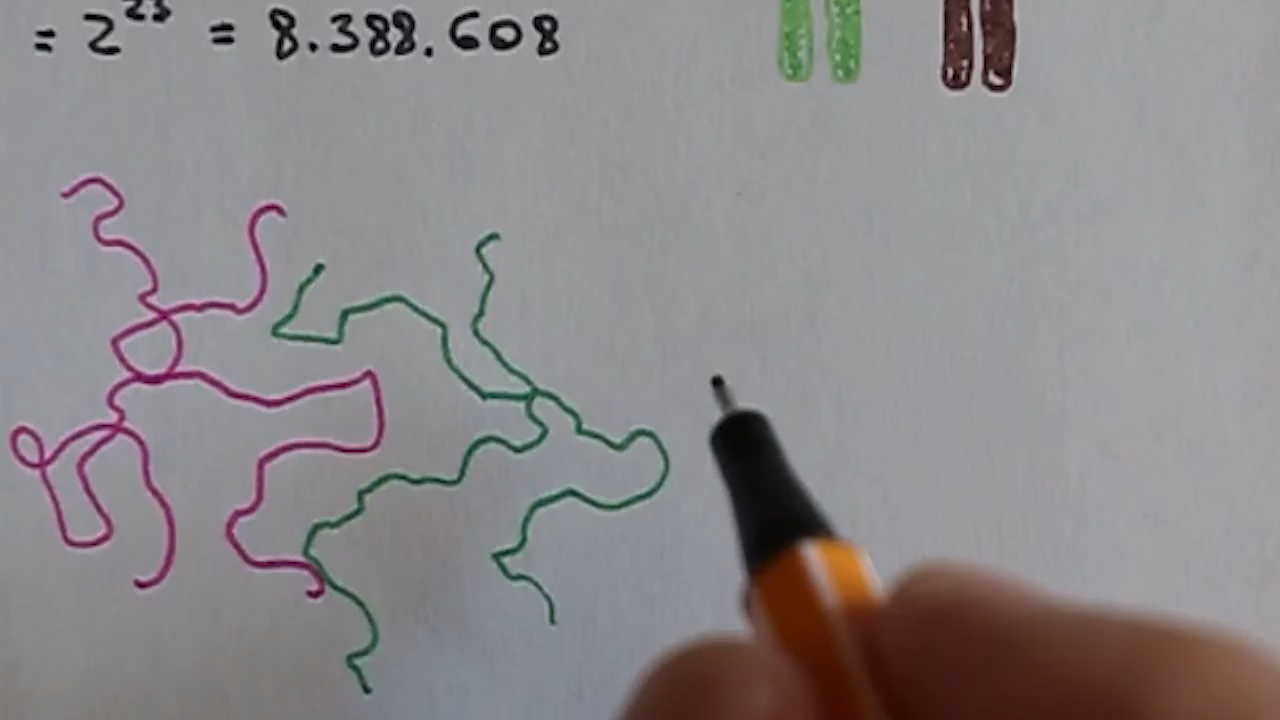 = 2²³ = 8.388.608